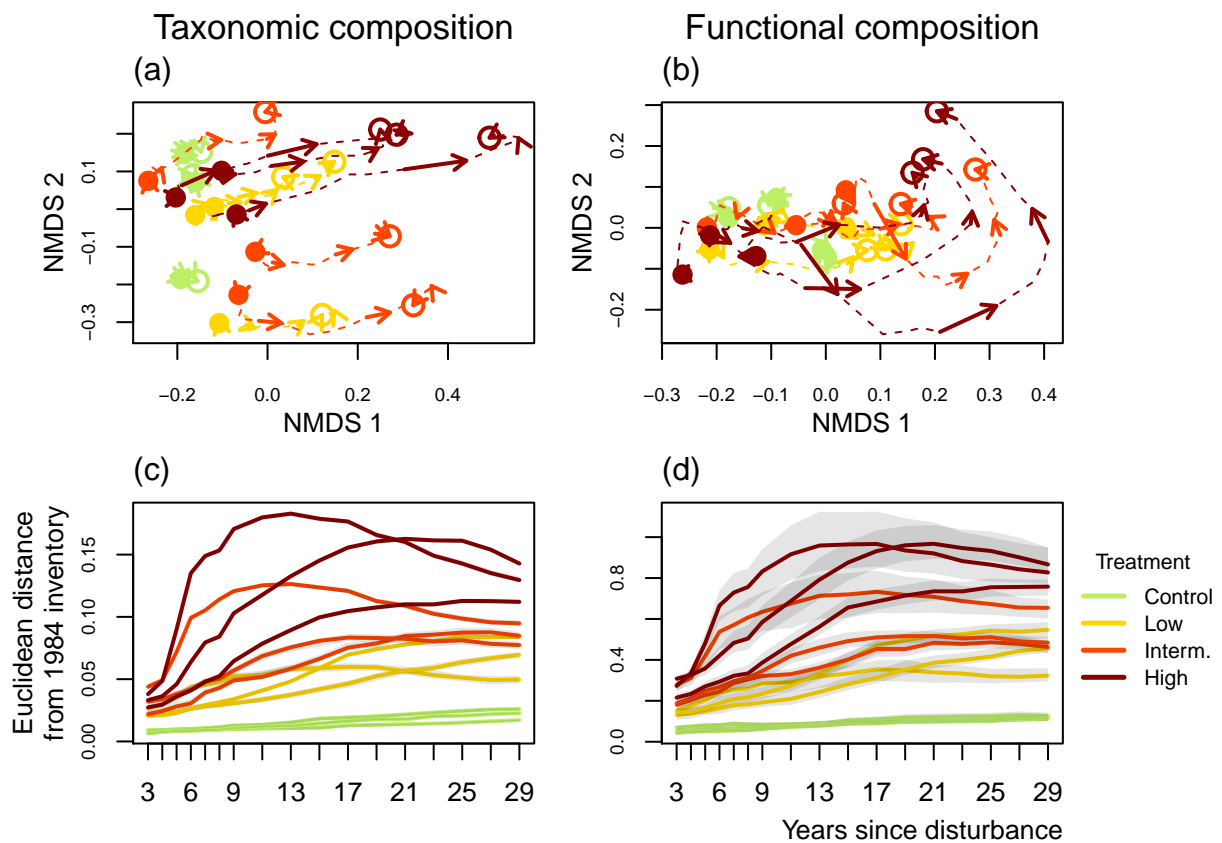 Taxonomic composition
Functional composition
(a)
(b)
NMDS 2
0.1
−0.1
−0.3
−0.2
0.0
0.2
0.4
NMDS 1
NMDS 2
0.2
0.0
−0.2
−0.3
−0.2
−0.1
0.0
0.1
0.2
0.3
0.4
NMDS 1
(c)
(d)
Euclidean distance
from 1984 inventory
0.15
0.10
0.05
0.00
3 6 9 13 17 21 25 29
0.8
0.4
0.0
3 6 9 13 17 21 25 29
Years since disturbance
Treatment
Control
Low
Interm.
High